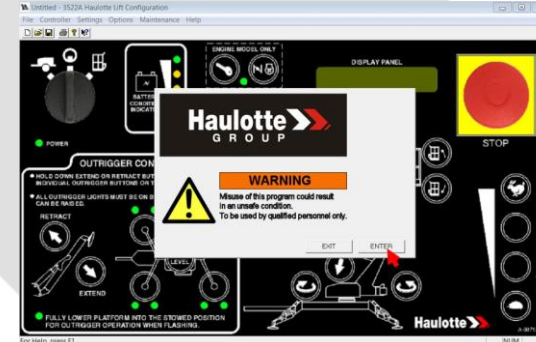 Untitled - 3522A Haulotte Lift Configuration
File Controller Settings Options Maintenance Help
ENGINE MODEL ONLY
DISPLAY PANEL
BATTERY
CONDITION
INDICATOR
POWER
STOP
Haulotte
GROUP
WARNING
Misuse of this program could result
in an unsafe condition.
To be used by qualified personnel only.
EXIT
ENTER
OUTRIGGER CON
HOLD DOWN EXTEND OR RETRACT BUT
INDIVIDUAL OUTRIGGER BUTTONS OR T
ALL OUTRIGGER LIGHTS MUST BE ON B
CAN BE RAISED.
RETRACT
LEVEL
EXTEND
FULLY LOWER PLATFORM INTO THE STOWED POSITION
FOR OUTRIGGER OPERATION WHEN FLASHING.
Haulotte
For Help, press F1
NUM